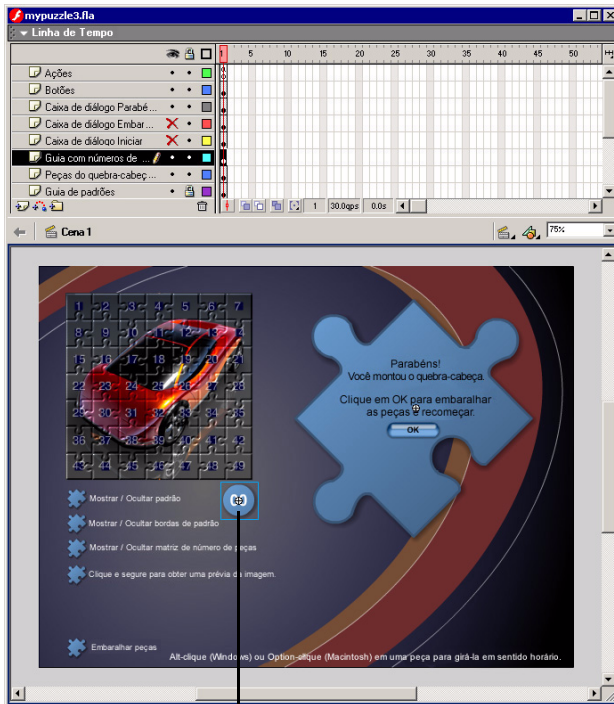 mypuzzle3.fla
Linha de Tempo
1 5 10 15 20 25 30 35 40 45 50
Ações
Botões
Caixa de diálogo Parabé...
Caixa de diálogo Embar...
Caixa de diálogo Iniciar
Guia com números de ...
Peças do quebra-cabeç...
Guia de padrões
1 30.0qps 0.0s
Cena 1
75%
1 2 3 4 5 6 7
8 9 10 11 12 13
15 16 17 18 19 20 21
22 23 24 25 26 27 28
29 30 31 32 33 34 35
36 37 38 39 40 41 42
43 44 45 46 47 48 49
Parabéns!
Você montou o quebra-cabeça.
Clique em OK para embaralhar
as peças e recomeçar.
OK
Mostrar / Ocultar padrão
Mostrar / Ocultar bordas de padrão
Mostrar / Ocultar matriz de número de peças
Clique e segure para obter uma prévia da imagem.
Embaralhar peças
Alt-clique (Windows) ou Option-clique (Macintosh) em uma peça para girá-la em sentido horário.